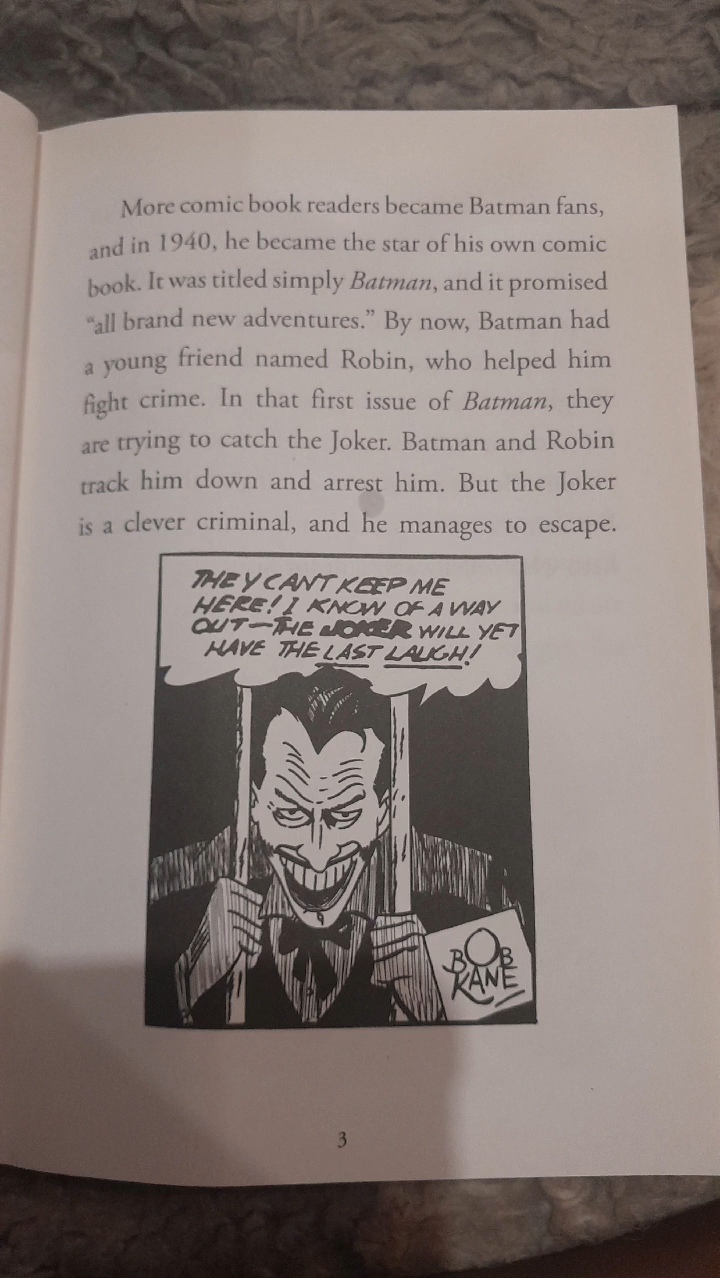 More comic book readers became Batman fans,
and in 1940, he became the star of his own comic
book. It was titled simply Batman, and it promised
“all brand new adventures.” By now, Batman had
a young friend named Robin, who helped him
fight crime. In that first issue of Batman, they
are trying to catch the Joker. Batman and Robin
track him down and arrest him. But the Joker
is a clever criminal, and he manages to escape.
THEY CAN'T KEEP ME
HERE! I KNOW OF A WAY
OUT—THE JOKER WILL YET
HAVE THE LAST LAUGH!
BOB
KANE
3